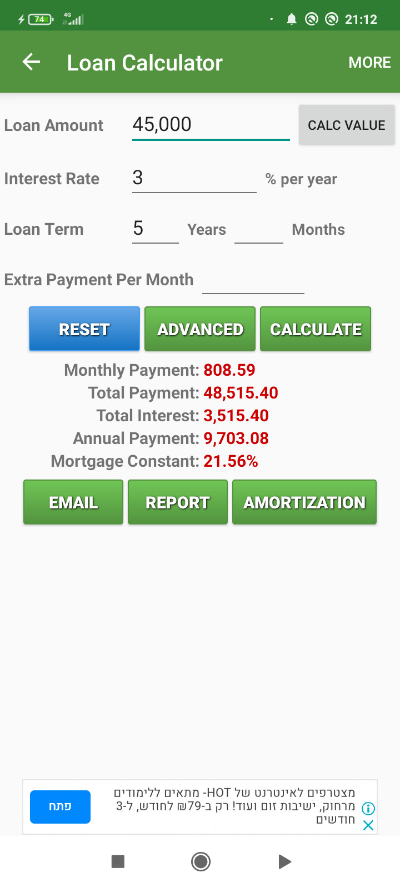 74
4G
21:12
Loan Calculator
MORE
Loan Amount 45,000 CALC VALUE
Interest Rate 3 % per year
Loan Term 5 Years Months
Extra Payment Per Month
RESET ADVANCED CALCULATE
Monthly Payment: 808.59
Total Payment: 48,515.40
Total Interest: 3,515.40
Annual Payment: 9,703.08
Mortgage Constant: 21.56%
EMAIL REPORT AMORTIZATION
מצטרפים לאינטרנט של HOT- מתאים ללימודים
מרחוק, ישיבות זום ועוד! רק ב-₪79 לחודש, ל-3
חודשים
פתח